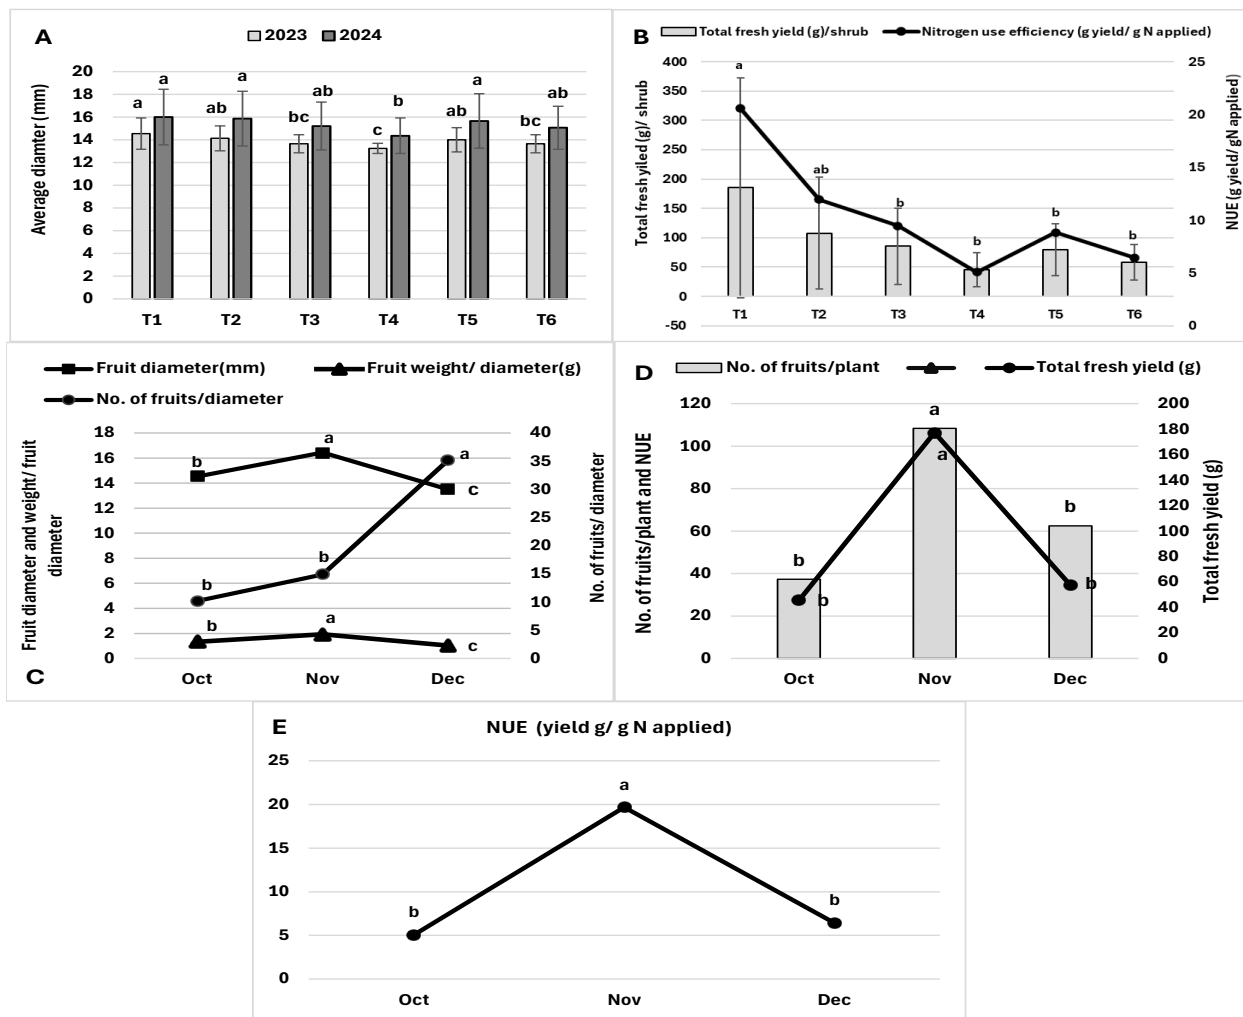 A
2023 2024
Average diamter (mm)
20
18
16
14
12
10
8
6
4
2
0
a a ab a bc ab c b ab a bc ab
T1 T2 T3 T4 T5 T6
B
Total fresh yield (g)/shrub Nitrogen use efficiency (g yield/ g N applied)
Total fresh yiled (g)/ shrub
400
350
300
250
200
150
100
50
0
-50
a ab b b b b
T1 T2 T3 T4 T5 T6
25
20
15
10
5
0
NUE (g yield/ gN applied)
Fruit diameter(mm) Fruit weight/ diameter(g)
No. of fruits/diameter
Fruit diameter and weight/ fruit
diameter
18
16
14
12
10
8
6
4
2
0
b a c
b b a
b a c
40
35
30
25
20
15
10
5
0
No. of fruits/ diameter
C
Oct Nov Dec
D
No. of fruits/plant Total fresh yield (g)
No. of fruits/plant and NUE
120
100
80
60
40
20
0
b a b
b a b
200
180
160
140
120
100
80
60
40
20
0
Total fresh yield (g)
Oct Nov Dec
E
NUE (yield g/ g N applied)
25
20
15
10
5
0
b a b
Oct Nov Dec